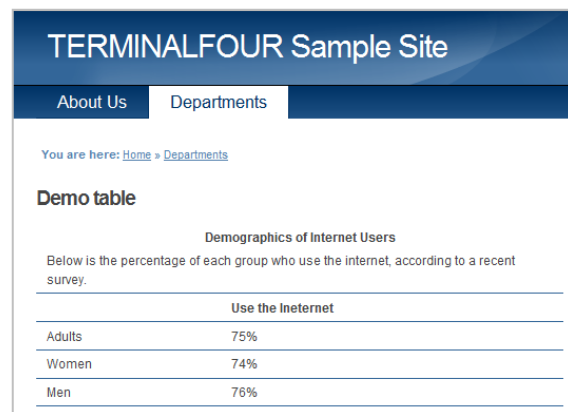 TERMINALFOUR Sample Site
About Us Departments
You are here: Home » Departments
Demo table
Demographics of Internet Users
Below is the percentage of each group who use the internet, according to a recent
survey.
Use the Ineternet
Adults 75%
Women 74%
Men 76%